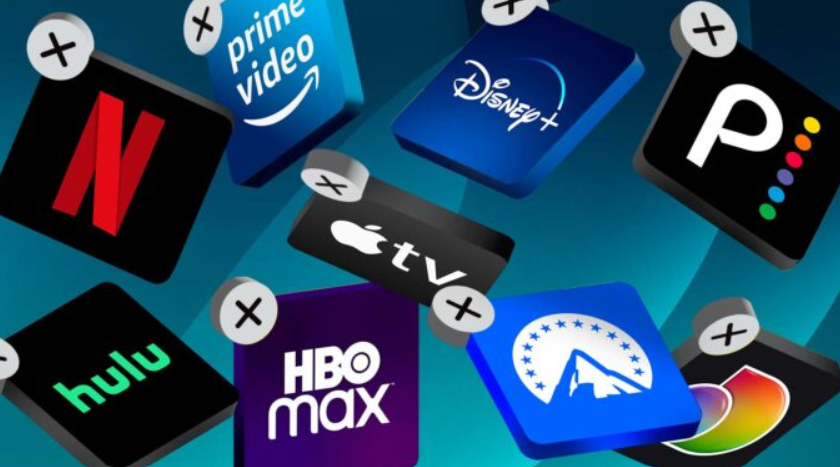 prime
video
Disney+
N
P
tv
hulu
HBO
max